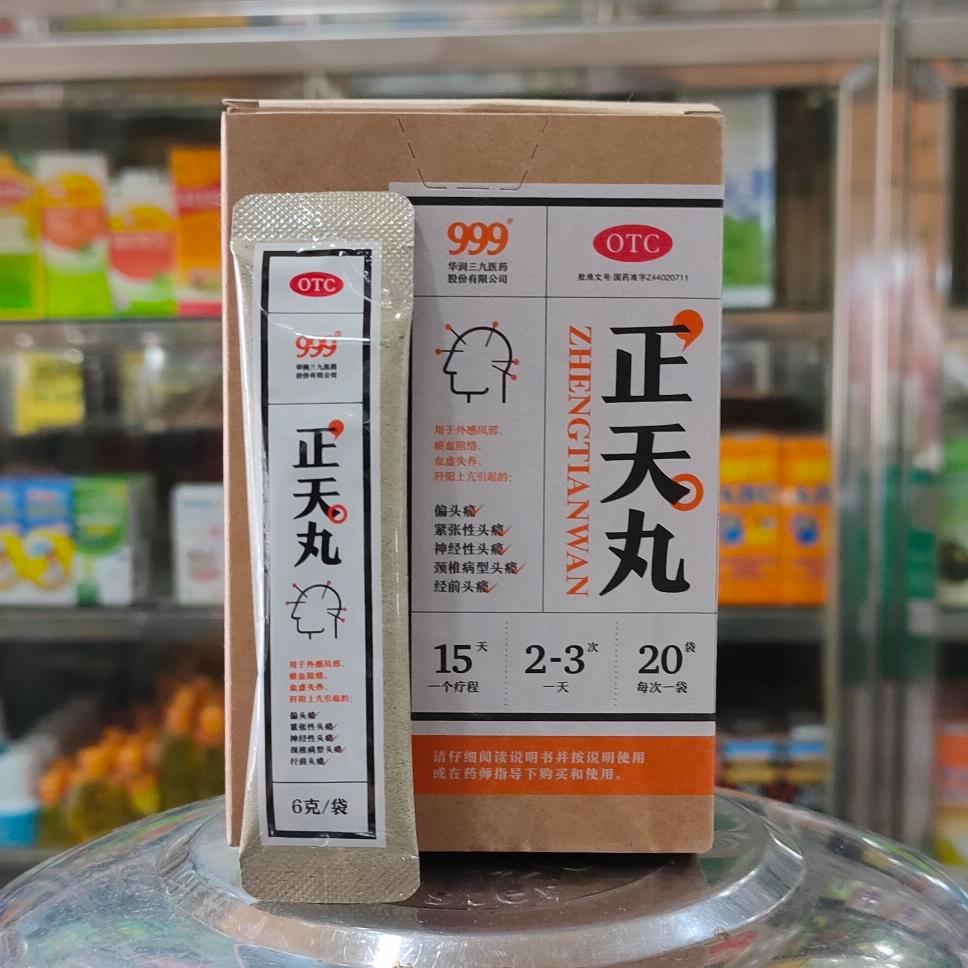 OTC
999
华润三九医药
股份有限公司
正天丸
用于外感风邪、
瘀血阻络、
血虚失养、
肝阳上亢引起的:
偏头痛
紧张性头痛
神经性头痛
颈椎病型头痛
经前头痛
6克/袋
999®
华润三九医药
股份有限公司
OTC
批准文号:国药准字Z44020711
正天丸
ZHENGTIANWAN
用于外感风邪、
瘀血阻络、
血虚失养、
肝阳上亢引起的:
偏头痛
紧张性头痛
神经性头痛
颈椎病型头痛
经前头痛
15天
一个疗程
2-3次
一天
20袋
每次一袋
请仔细阅读说明书并按说明使用
或在药师指导下购买和使用。